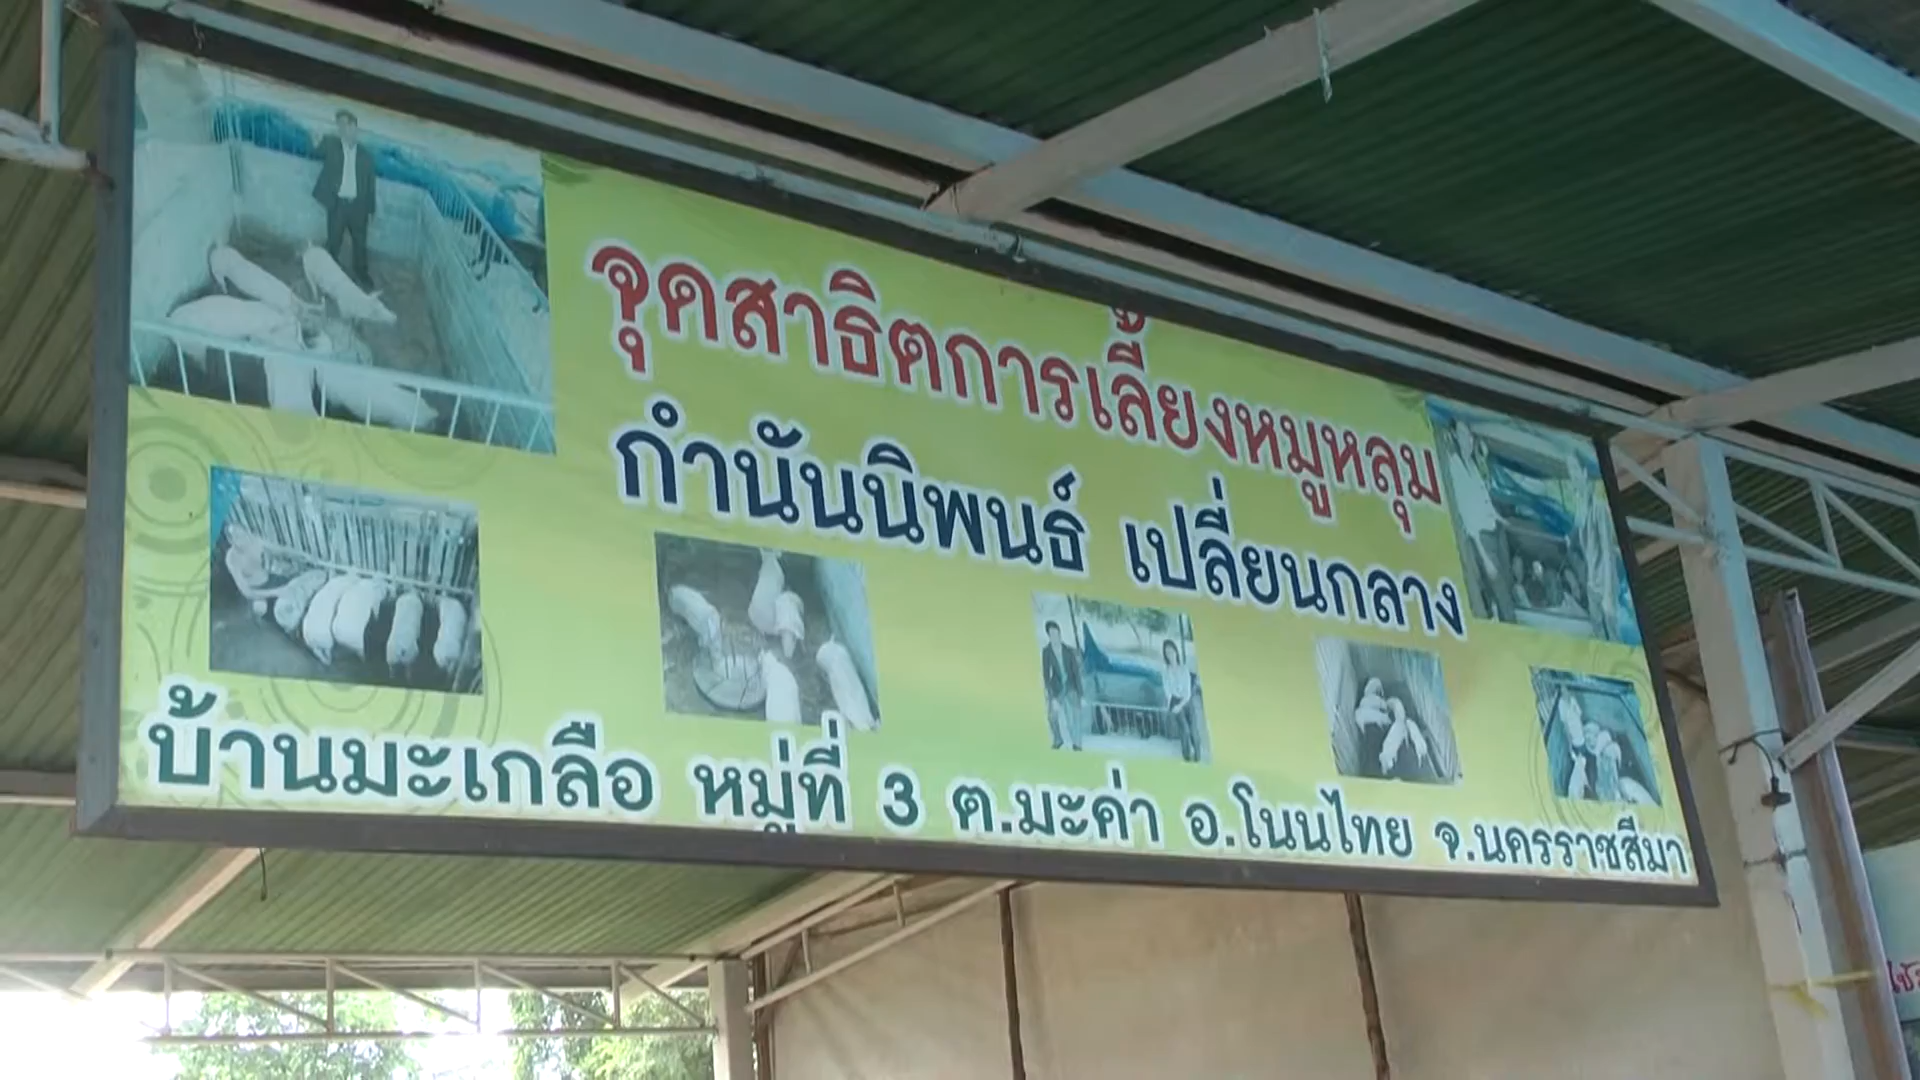 จุดสาธิตการเลี้ยงหมูหลุม
กำนันนิพนธ์ เปลี่ยนกลาง
บ้านมะเกลือ หมู่ที่ 3 ต.มะค่า อ.โนนไทย จ.นครราชสีมา